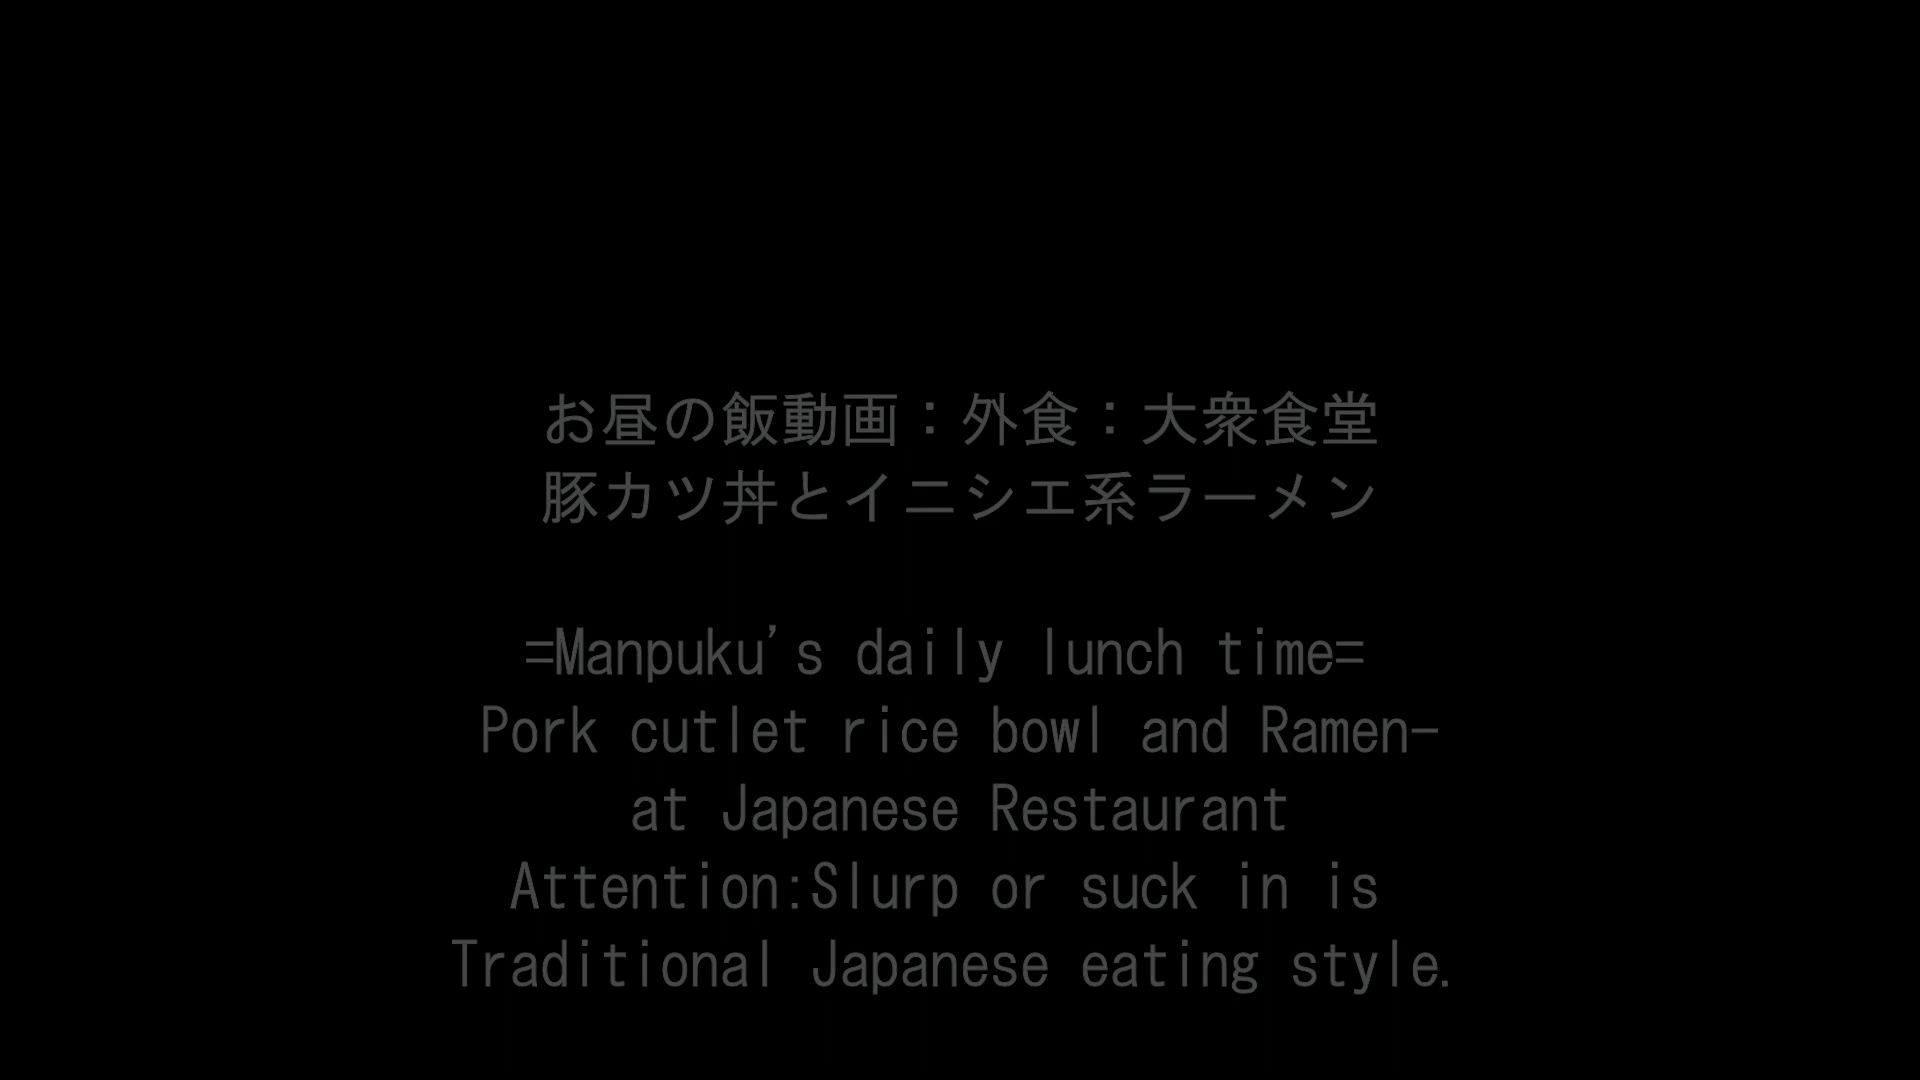 お昼の飯動画：外食：大衆食堂
豚カツ丼とイニシエ系ラーメン
=Manpuku's daily lunch time=
Pork cutlet rice bowl and Ramen-
at Japanese Restaurant
Attention:Slurp or suck in is
Traditional Japanese eating style.